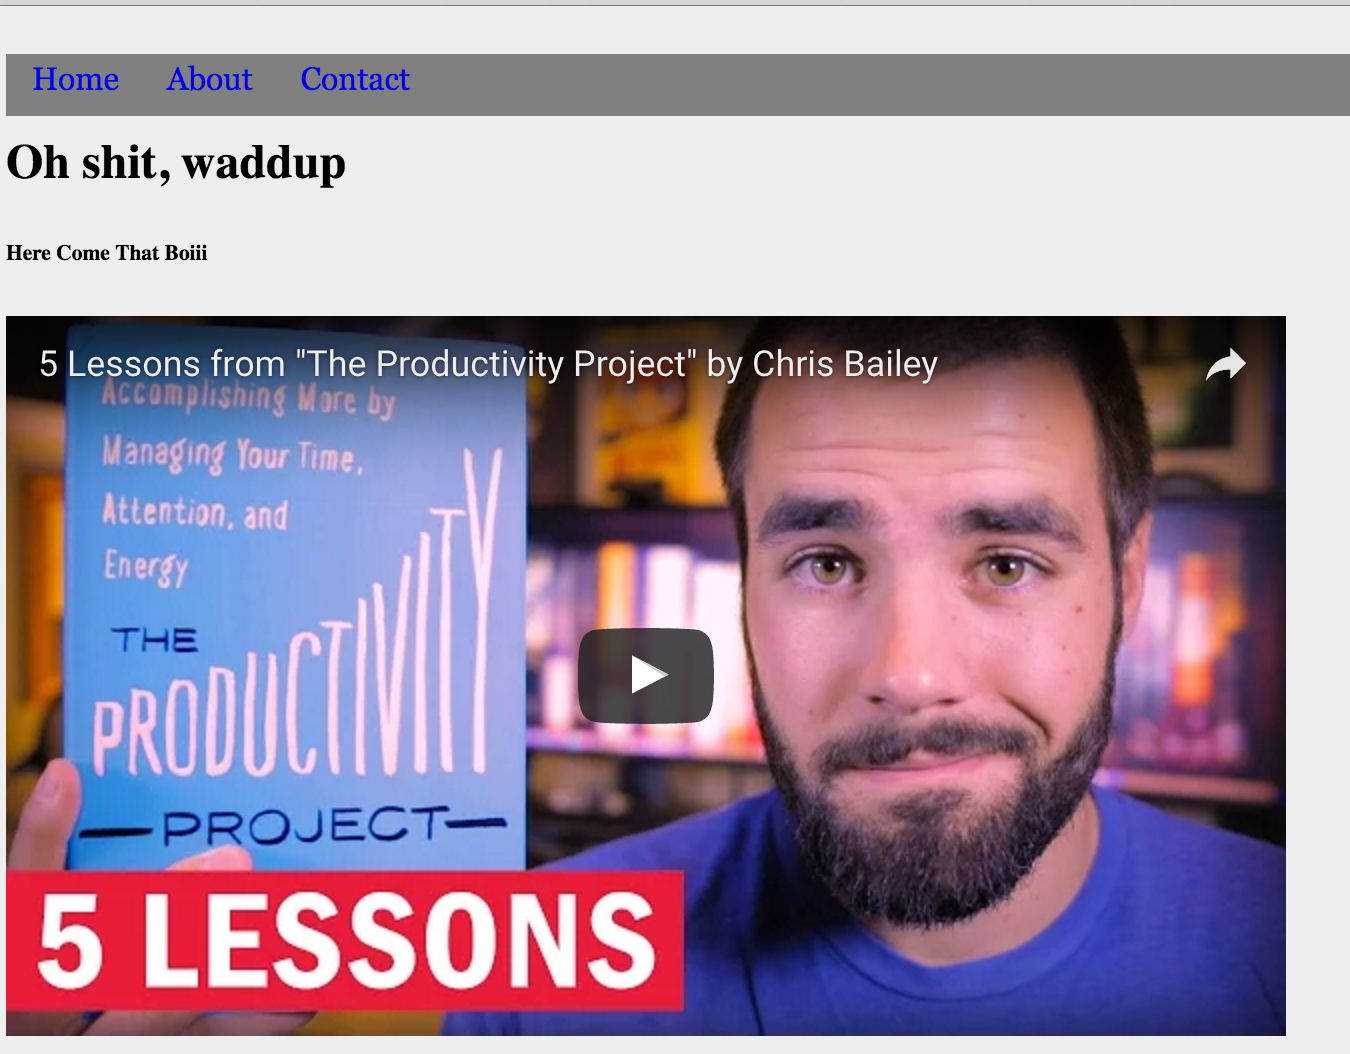 Home About Contact
Oh shit, waddup
Here Come That Boiii
5 Lessons from "The Productivity Project" by Chris Bailey
Accomplishing More by
Managing Your Time,
Attention, and
Energy
THE
PRODUCTIVITY
PROJECT
5 LESSONS